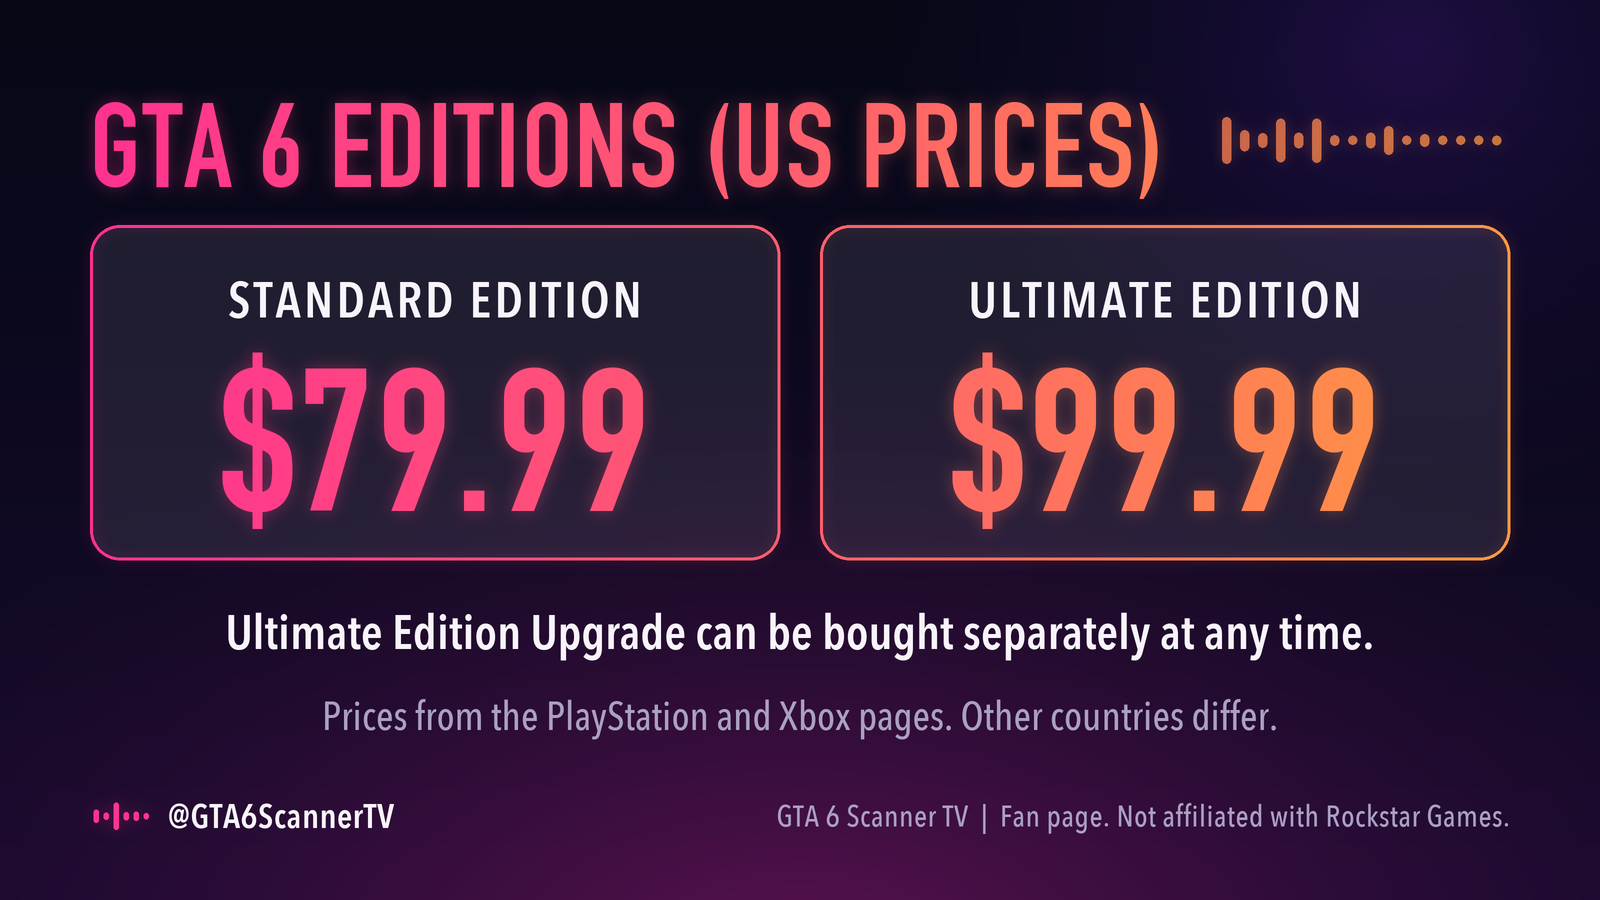 GTA 6 EDITIONS (US PRICES)
STANDARD EDITION
$79.99
ULTIMATE EDITION
$99.99
Ultimate Edition Upgrade can be bought separately at any time.
Prices from the PlayStation and Xbox pages. Other countries differ.
@GTA6ScannerTV
GTA 6 Scanner TV | Fan page. Not affiliated with Rockstar Games.